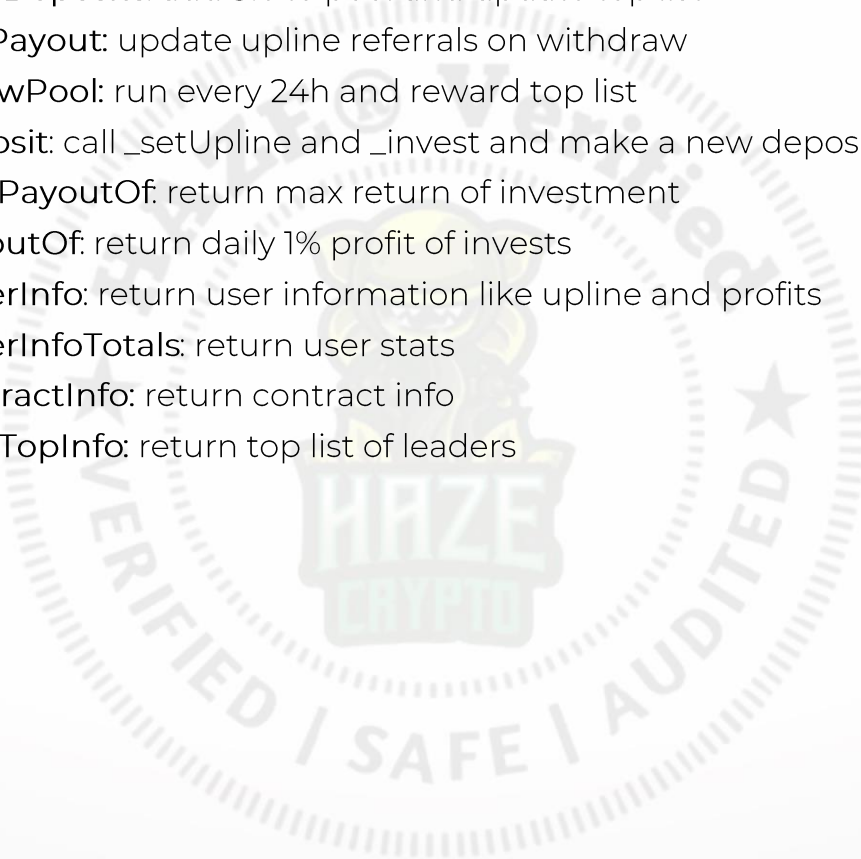 Payout: update upline referrals on withdraw
wPool: run every 24h and reward top list
osit: call _setUpline and _invest and make a new depos
PayoutOf: return max return of investment
outOf: return daily 1% profit of invests
erInfo: return user information like upline and profits
erInfoTotals: return user stats
ractInfo: return contract info
TopInfo: return top list of leaders
HAZE® Verified
HAZE
CRYPTO
VERIFIED | SAFE | AUDITED